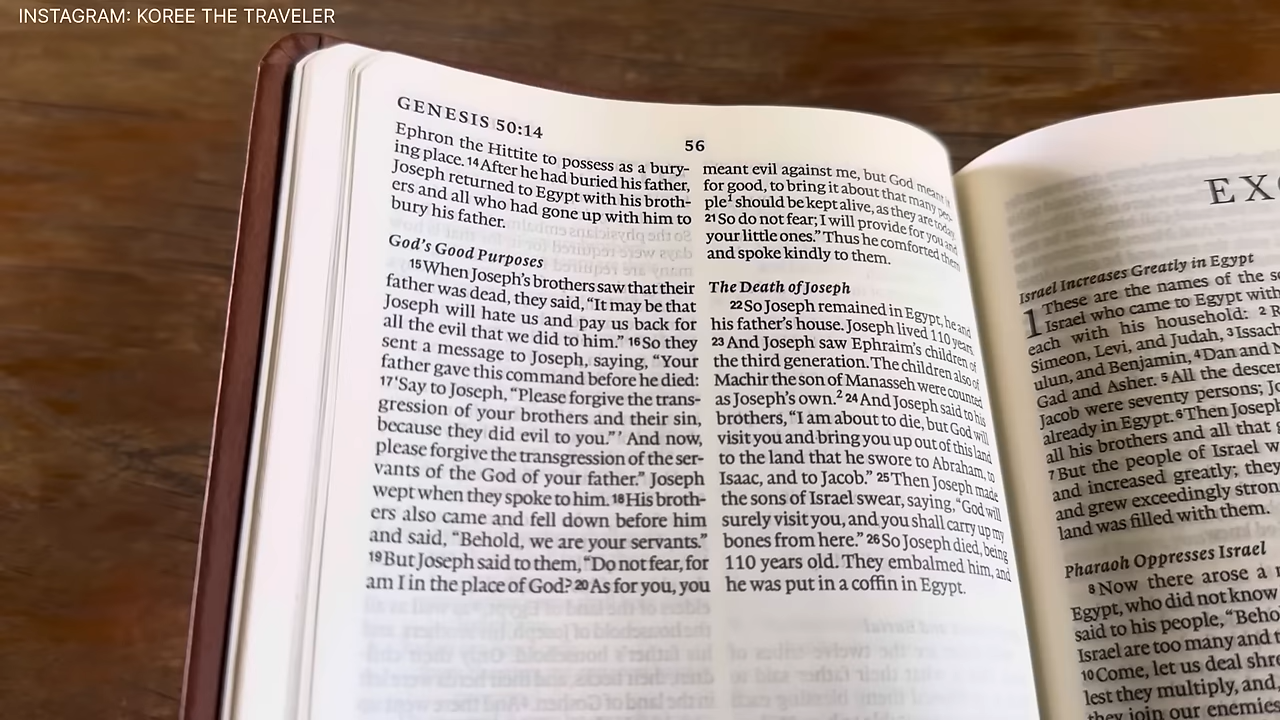 INSTAGRAM: KOREE THE TRAVELER
GENESIS 50:14
56
Ephron the Hittite to possess as a bury-
ing place. 14 After he had buried his father,
Joseph returned to Egypt with his broth-
ers and all who had gone up with him to
bury his father.
God's Good Purposes
15 When Joseph's brothers saw that their
father was dead, they said, “It may be that
Joseph will hate us and pay us back for
all the evil that we did to him.” 16 So they
sent a message to Joseph, saying, “Your
father gave this command before he died:
17 ‘Say to Joseph, “Please forgive the trans-
gression of your brothers and their sin,
because they did evil to you.”’ And now,
please forgive the transgression of the ser-
vants of the God of your father.” Joseph
wept when they spoke to him. 18 His broth-
ers also came and fell down before him
and said, “Behold, we are your servants.”
19 But Joseph said to them, “Do not fear, for
am I in the place of God? 20 As for you, you
meant evil against me, but God meant it
for good, to bring it about that many peo-
ple1 should be kept alive, as they are today.
21 So do not fear; I will provide for you and
your little ones.” Thus he comforted them
and spoke kindly to them.
The Death of Joseph
22 So Joseph remained in Egypt, he and
his father's house. Joseph lived 110 years.
23 And Joseph saw Ephraim's children of
the third generation. The children also of
Machir the son of Manasseh were counted
as Joseph's own.2 24 And Joseph said to his
brothers, “I am about to die, but God will
visit you and bring you up out of this land
to the land that he swore to Abraham, to
Isaac, and to Jacob.” 25 Then Joseph made
the sons of Israel swear, saying, “God will
surely visit you, and you shall carry up my
bones from here.” 26 So Joseph died, being
110 years old. They embalmed him, and
he was put in a coffin in Egypt.
Israel Increases Greatly in Egypt
1 These are the names of the
Israel who came to Egypt with
each with his household: 2
Simeon, Levi, and Judah, 3 Issach
ulun, and Benjamin, 4 Dan and
Gad and Asher. 5 All the descen
Jacob were seventy persons;
already in Egypt. 6 Then Joseph
all his brothers and all that
7 But the people of Israel
and increased greatly; they
and grew exceedingly stron
land was filled with them.
Pharaoh Oppresses Israel
8 Now there arose a
Egypt, who did not know
said to his people, “Beho
Israel are too many and
10 Come, let us deal shre
lest they multiply, and,
they join our enemies